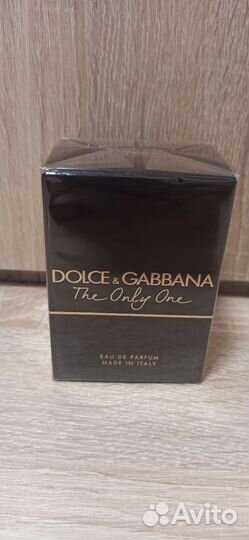 DOLCE & GABBANA
The Only One
EAU DE PARFUM
MADE IN ITALY
Avito